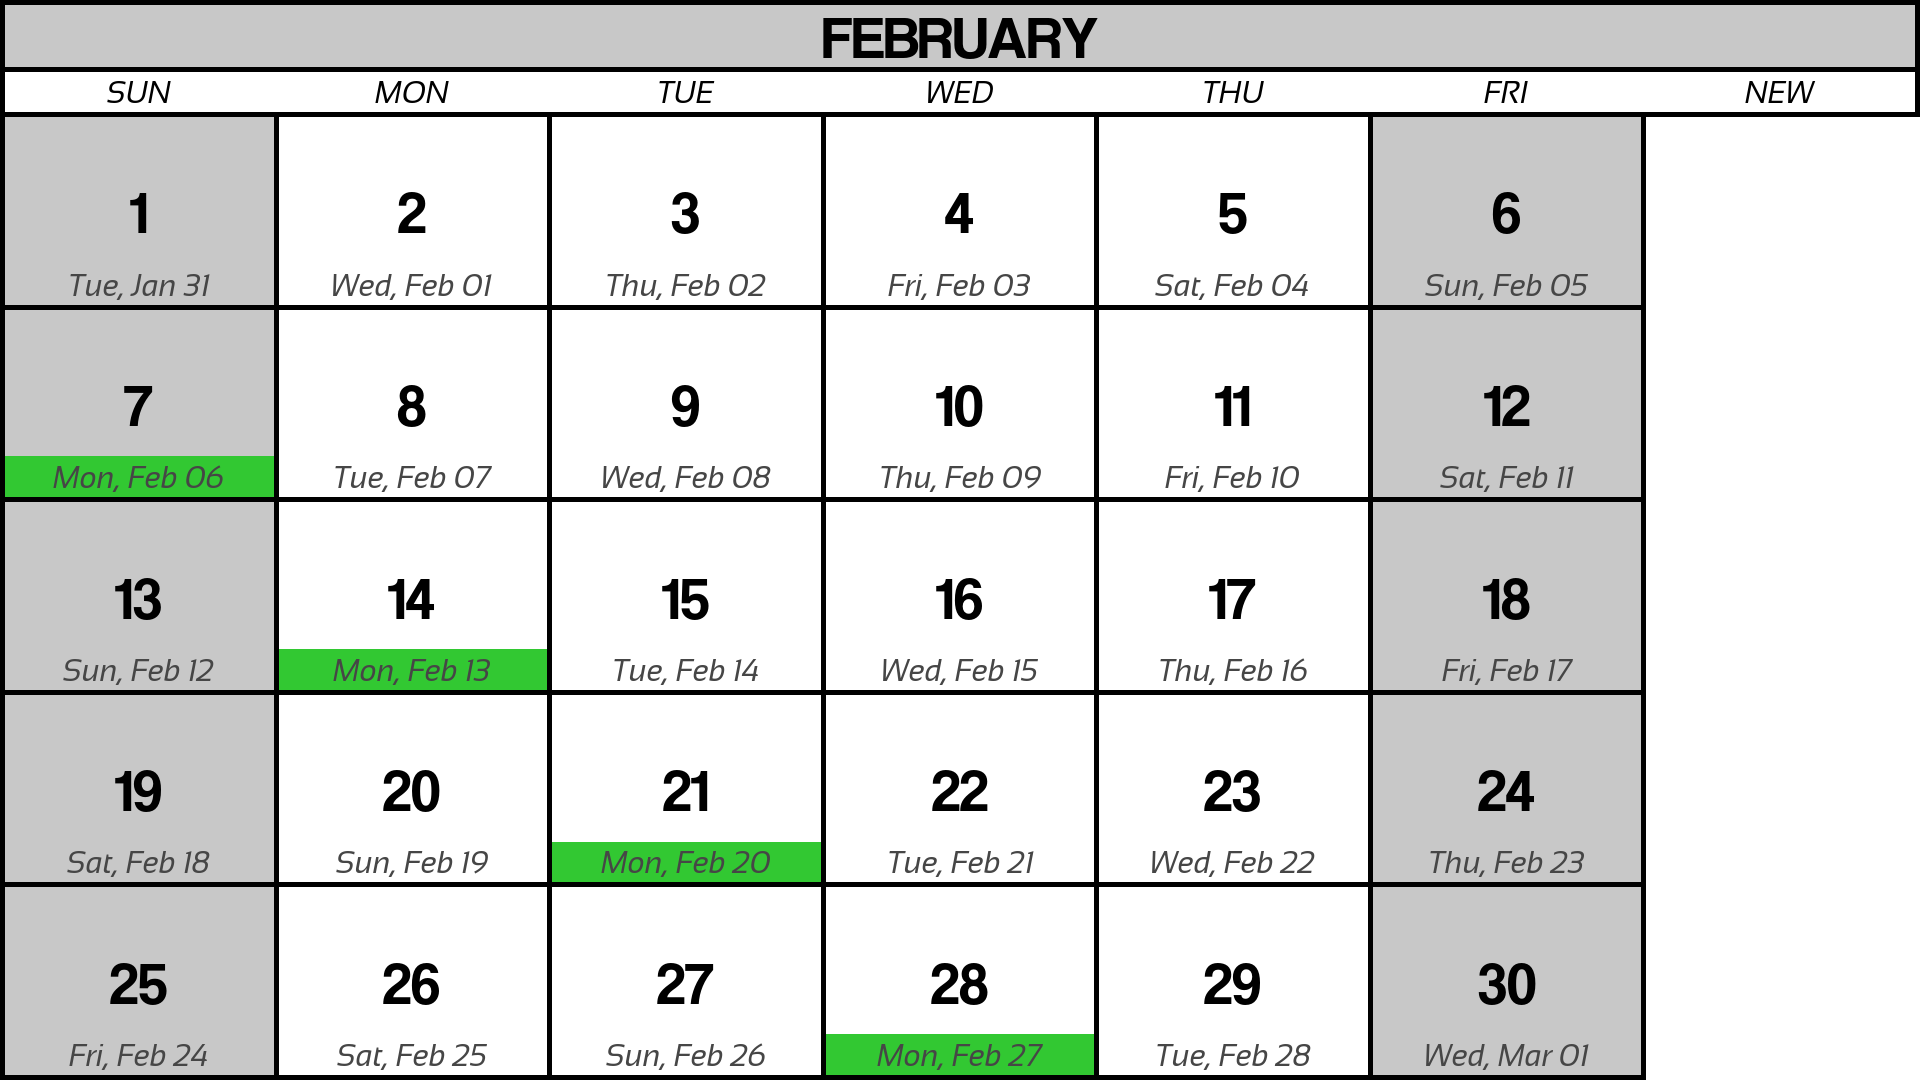 FEBRUARY
SUN MON TUE WED THU FRI NEW
1 2 3 4 5 6
Tue, Jan 31 Wed, Feb 01 Thu, Feb 02 Fri, Feb 03 Sat, Feb 04 Sun, Feb 05
7 8 9 10 11 12
Mon, Feb 06 Tue, Feb 07 Wed, Feb 08 Thu, Feb 09 Fri, Feb 10 Sat, Feb 11
13 14 15 16 17 18
Sun, Feb 12 Mon, Feb 13 Tue, Feb 14 Wed, Feb 15 Thu, Feb 16 Fri, Feb 17
19 20 21 22 23 24
Sat, Feb 18 Sun, Feb 19 Mon, Feb 20 Tue, Feb 21 Wed, Feb 22 Thu, Feb 23
25 26 27 28 29 30
Fri, Feb 24 Sat, Feb 25 Sun, Feb 26 Mon, Feb 27 Tue, Feb 28 Wed, Mar 01